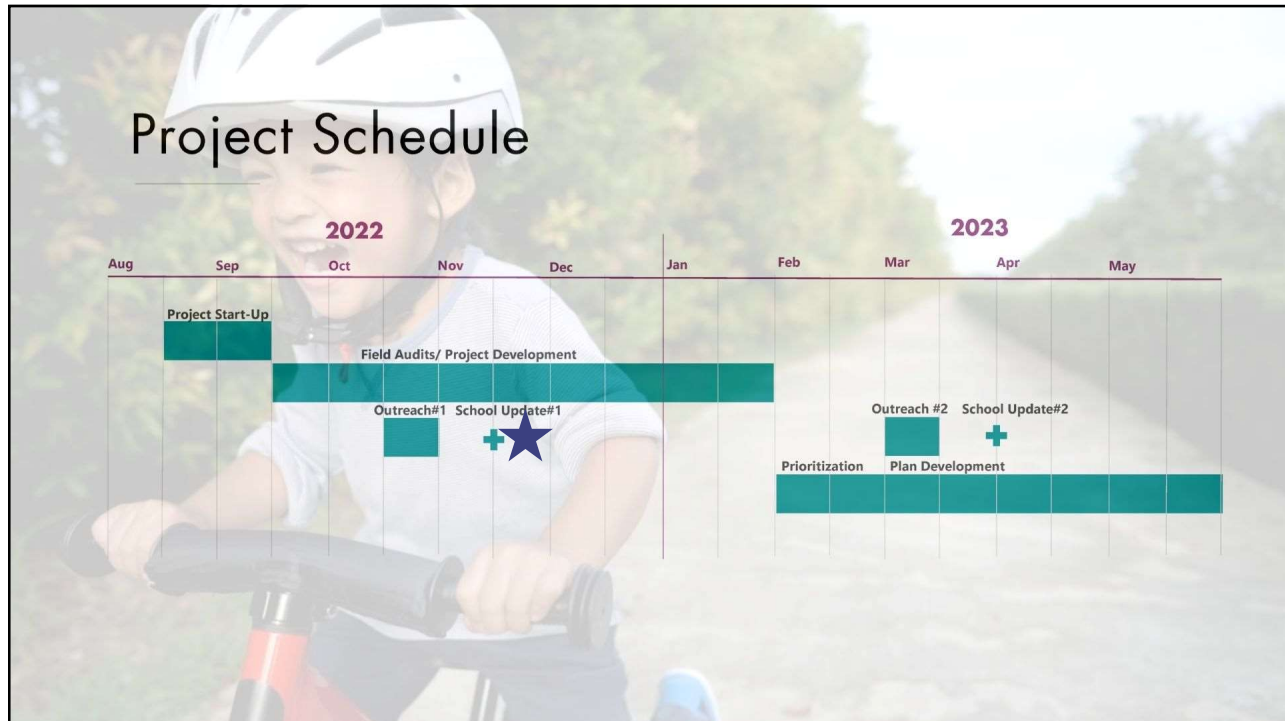 Project Schedule
2022
2023
Aug Sep Oct Nov Dec Jan Feb Mar Apr May
Project Start-Up
Field Audits/ Project Development
Outreach#1 School Update#1
Outreach #2 School Update#2
Prioritization Plan Development